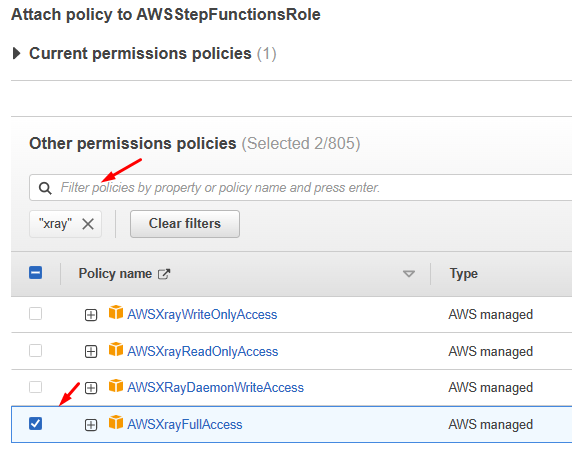 Attach policy to AWSStepFunctionsRole
Current permissions policies (1)
Other permissions policies (Selected 2/805)
Filter policies by property or policy name and press enter.
"xray"
Clear filters
Policy name Type
AWSXrayWriteOnlyAccess AWS managed
AWSXrayReadOnlyAccess AWS managed
AWSXRayDaemonWriteAccess AWS managed
AWSXrayFullAccess AWS managed